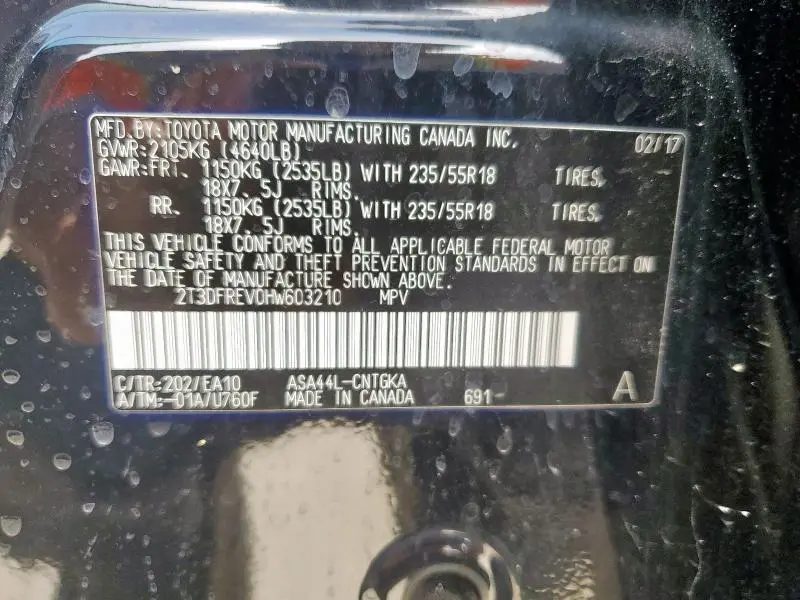 MFD.BY:TOYOTA MOTOR MANUFACTURING CANADA INC. 02/17
GVWR:2105KG (4640LB)
GAWR:FRT. 1150KG (2535LB) WITH 235/55R18 TIRES,
18X7.5J RIMS.
RR. 1150KG (2535LB) WITH 235/55R18 TIRES,
18X7.5J RIMS.
THIS VEHICLE CONFORMS TO ALL APPLICABLE FEDERAL MOTOR
VEHICLE SAFETY AND THEFT PREVENTION STANDARDS IN EFFECT ON
THE DATE OF MANUFACTURE SHOWN ABOVE.
2T3DFREV0HW603210 MPV
C/TR:202/EA10 ASA44L-CNTGKA
A/TM:-01A/U760F MADE IN CANADA 691- A